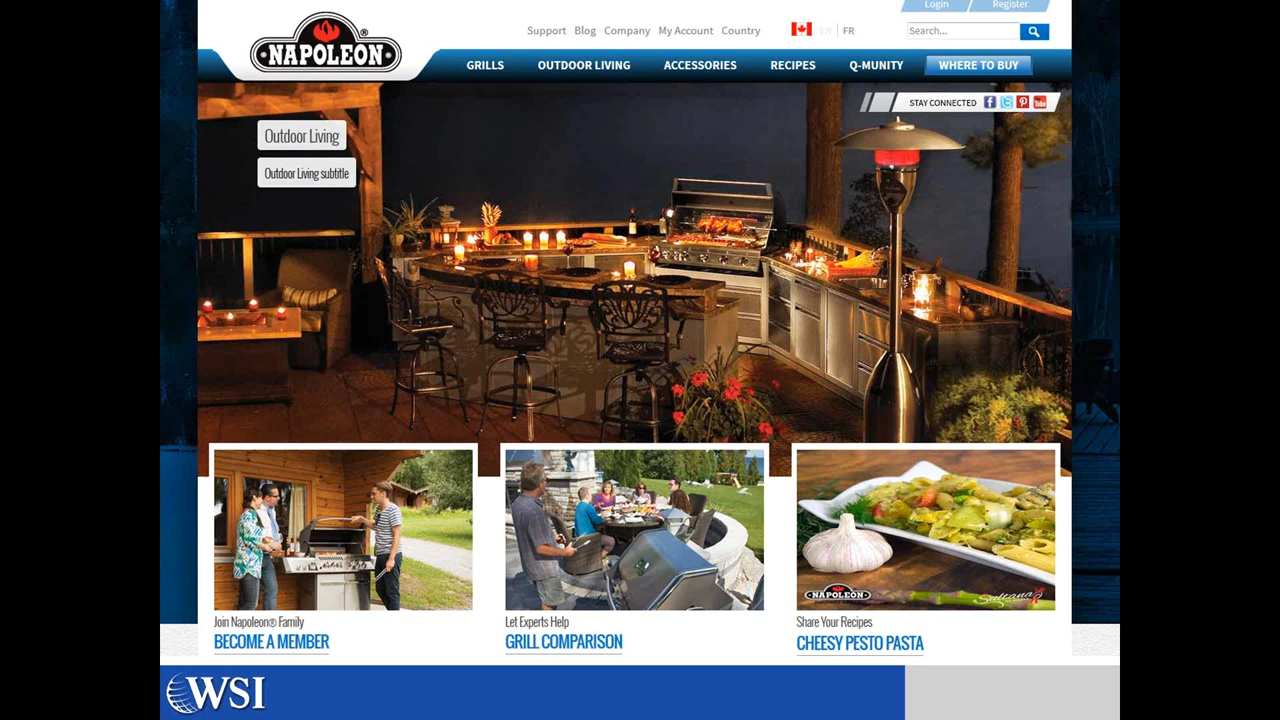 Login Register
NAPOLEON®
Support Blog Company My Account Country EN FR Search...
GRILLS OUTDOOR LIVING ACCESSORIES RECIPES Q-MUNITY WHERE TO BUY
STAY CONNECTED
Outdoor Living
Outdoor Living subtitle
NAPOLEON Sultana
Join Napoleon® Family
BECOME A MEMBER
Let Experts Help
GRILL COMPARISON
Share Your Recipes
CHEESY PESTO PASTA
WSI